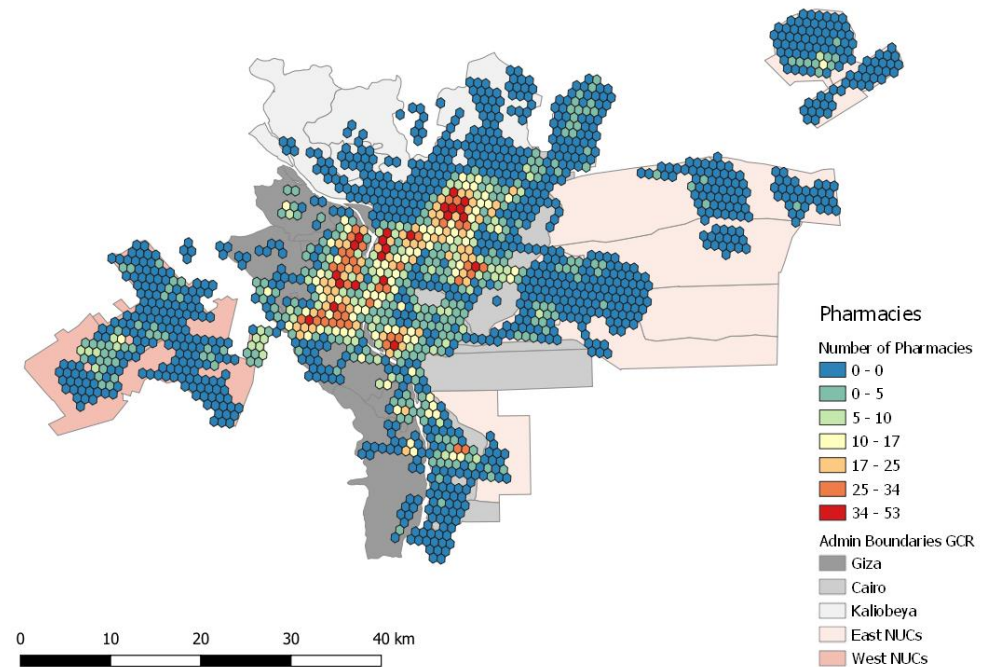 Pharmacies
Number of Pharmacies
0 - 0
0 - 5
5 - 10
10 - 17
17 - 25
25 - 34
34 - 53
Admin Boundaries GCR
Giza
Cairo
Kaliobeya
East NUCs
West NUCs
0 10 20 30 40 km